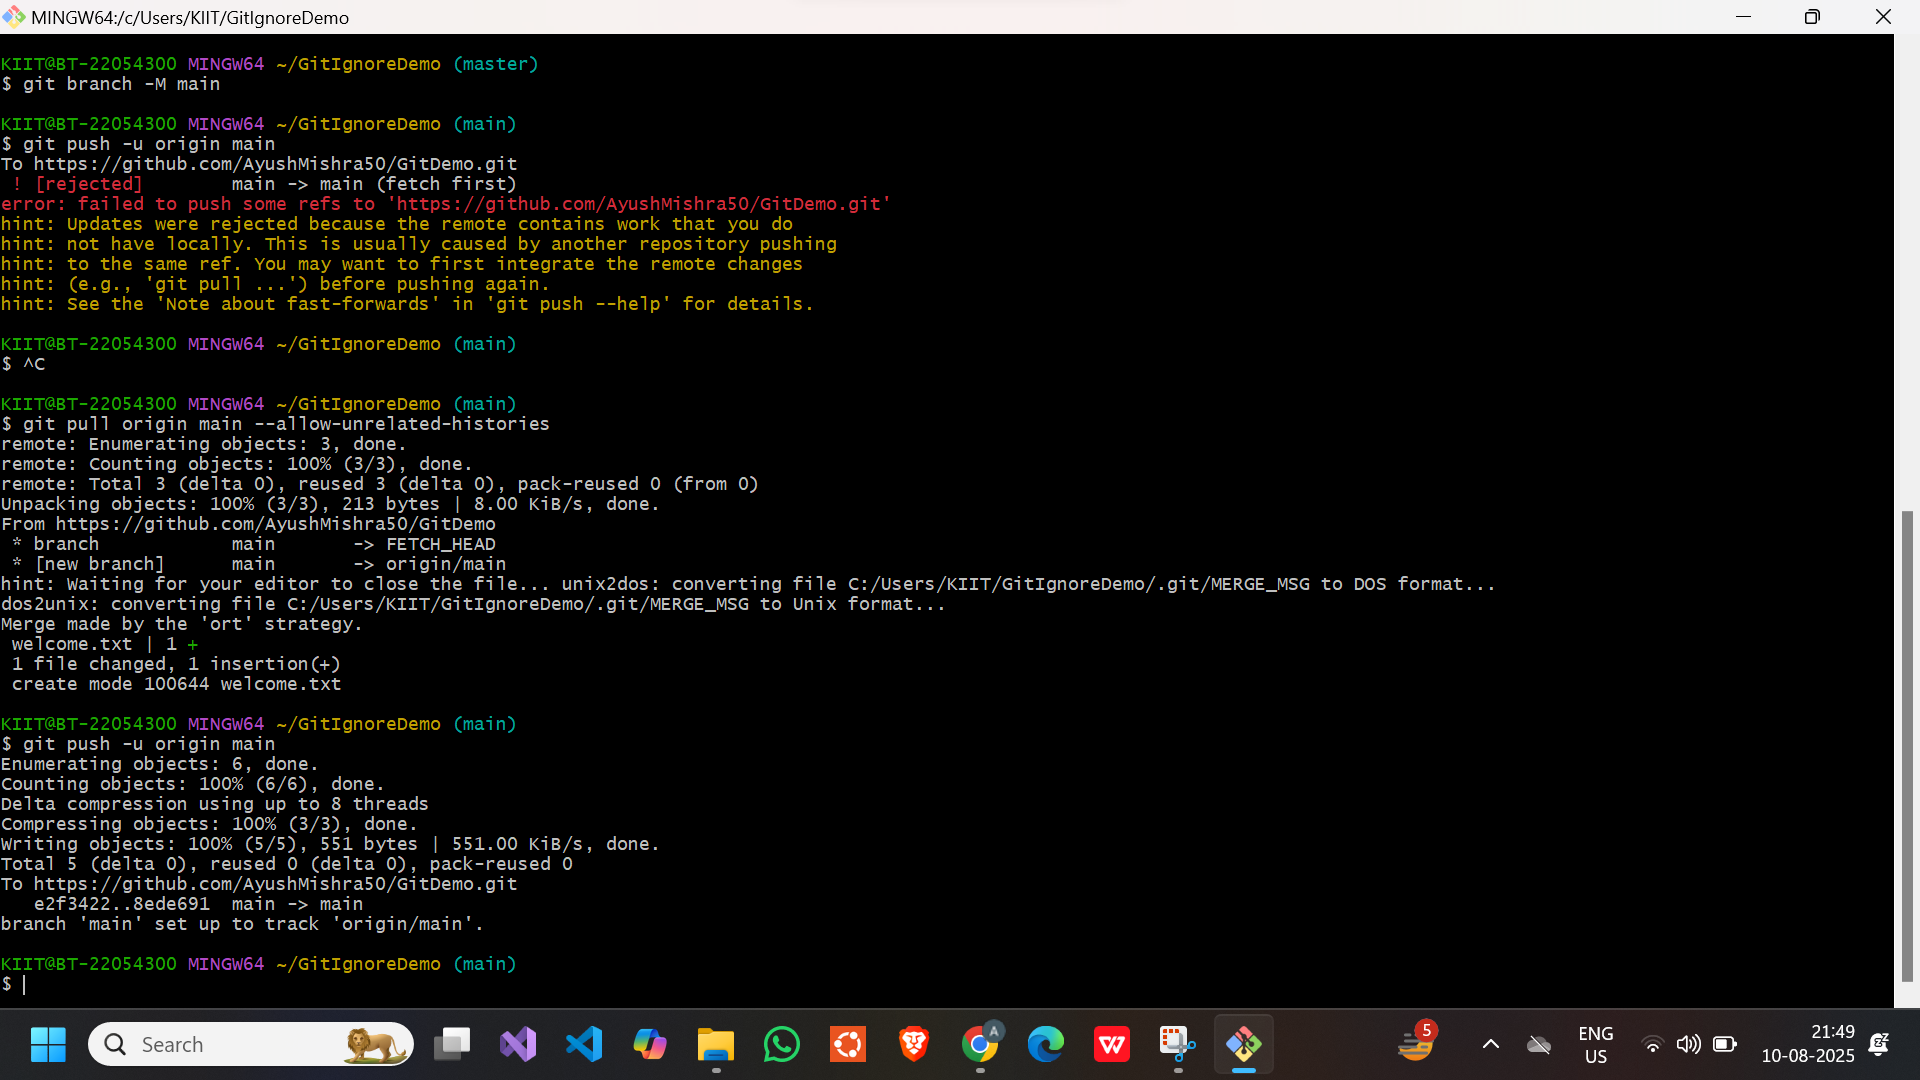 MINGW64:/c/Users/KIIT/GitIgnoreDemo
KIIT@BT-22054300 MINGW64 ~/GitIgnoreDemo (master)
$ git branch -M main
KIIT@BT-22054300 MINGW64 ~/GitIgnoreDemo (main)
$ git push -u origin main
To https://github.com/AyushMishra50/GitDemo.git
 ! [rejected]        main -> main (fetch first)
error: failed to push some refs to 'https://github.com/AyushMishra50/GitDemo.git'
hint: Updates were rejected because the remote contains work that you do
hint: not have locally. This is usually caused by another repository pushing
hint: to the same ref. You may want to first integrate the remote changes
hint: (e.g., 'git pull ...') before pushing again.
hint: See the 'Note about fast-forwards' in 'git push --help' for details.
KIIT@BT-22054300 MINGW64 ~/GitIgnoreDemo (main)
$ ^C
KIIT@BT-22054300 MINGW64 ~/GitIgnoreDemo (main)
$ git pull origin main --allow-unrelated-histories
remote: Enumerating objects: 3, done.
remote: Counting objects: 100% (3/3), done.
remote: Total 3 (delta 0), reused 3 (delta 0), pack-reused 0 (from 0)
Unpacking objects: 100% (3/3), 213 bytes | 8.00 KiB/s, done.
From https://github.com/AyushMishra50/GitDemo
 * branch            main       -> FETCH_HEAD
 * [new branch]      main       -> origin/main
hint: Waiting for your editor to close the file... unix2dos: converting file C:/Users/KIIT/GitIgnoreDemo/.git/MERGE_MSG to DOS format...
dos2unix: converting file C:/Users/KIIT/GitIgnoreDemo/.git/MERGE_MSG to Unix format...
Merge made by the 'ort' strategy.
 welcome.txt | 1 +
 1 file changed, 1 insertion(+)
 create mode 100644 welcome.txt
KIIT@BT-22054300 MINGW64 ~/GitIgnoreDemo (main)
$ git push -u origin main
Enumerating objects: 6, done.
Counting objects: 100% (6/6), done.
Delta compression using up to 8 threads
Compressing objects: 100% (3/3), done.
Writing objects: 100% (5/5), 551 bytes | 551.00 KiB/s, done.
Total 5 (delta 0), reused 0 (delta 0), pack-reused 0
To https://github.com/AyushMishra50/GitDemo.git
   e2f3422..8ede691  main -> main
branch 'main' set up to track 'origin/main'.
KIIT@BT-22054300 MINGW64 ~/GitIgnoreDemo (main)
$
Search
A
W
5
ENG
US
21:49
10-08-2025